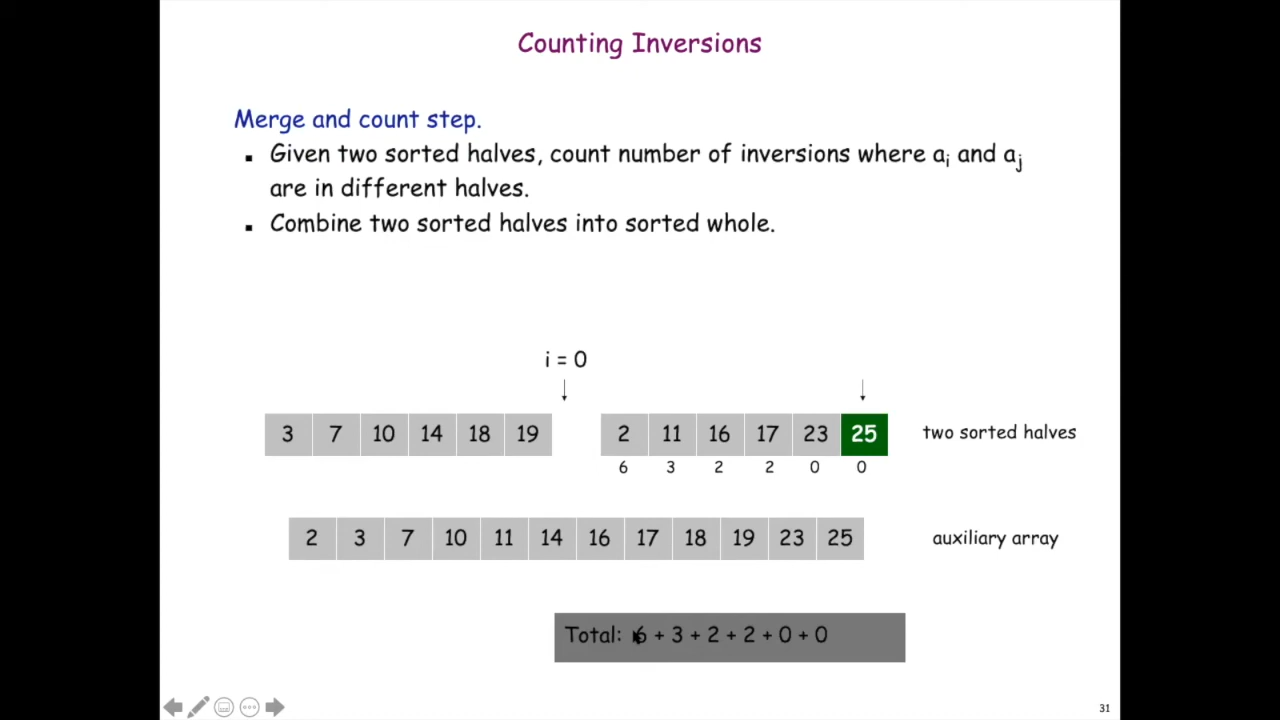 Counting Inversions
Merge and count step.
▪ Given two sorted halves, count number of inversions where aᵢ and aⱼ
are in different halves.
▪ Combine two sorted halves into sorted whole.
i = 0
3 7 10 14 18 19 2 11 16 17 23 25 two sorted halves
6 3 2 2 0 0
2 3 7 10 11 14 16 17 18 19 23 25 auxiliary array
Total: 6 + 3 + 2 + 2 + 0 + 0
31